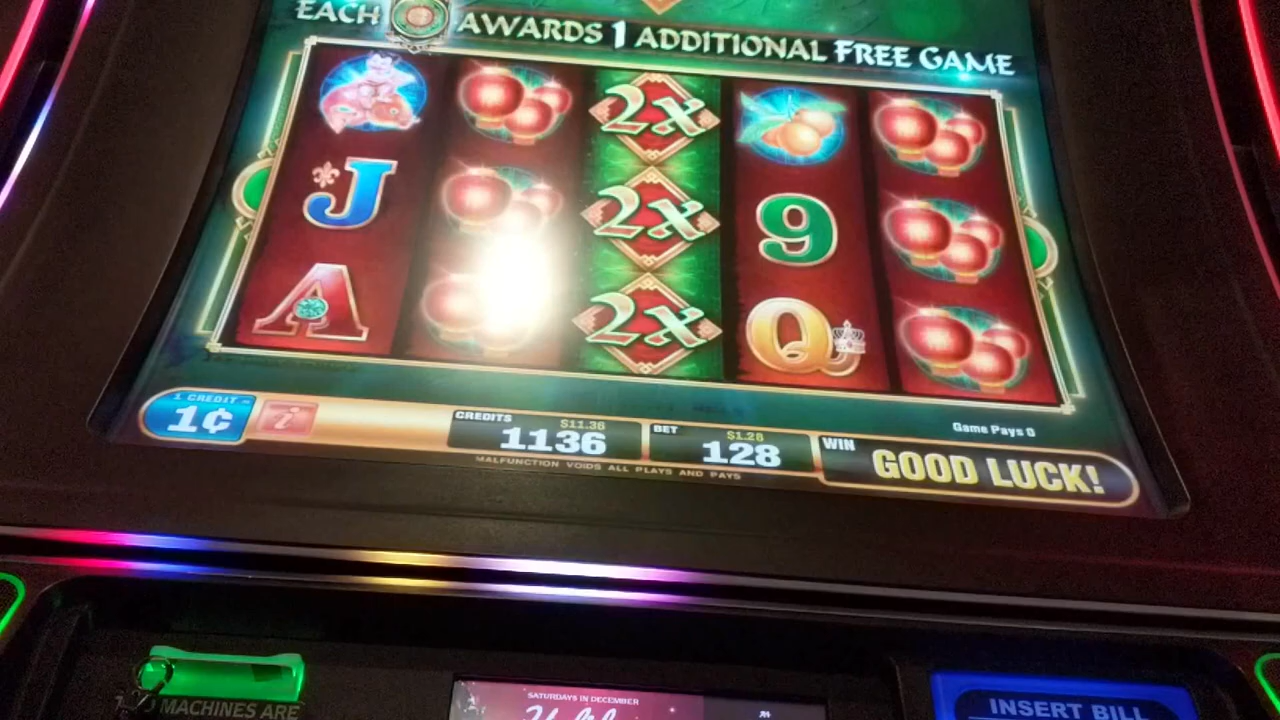 EACH AWARDS 1 ADDITIONAL FREE GAME
2x
J 2x 9
A 2x Q
1 CREDIT =
1¢
i
CREDITS
$11.36
1136
BET
$1.28
128
Game Pays 0
WIN
GOOD LUCK!
MALFUNCTION VOIDS ALL PLAYS AND PAYS
MACHINES ARE
SATURDAYS IN DECEMBER
INSERT BILL